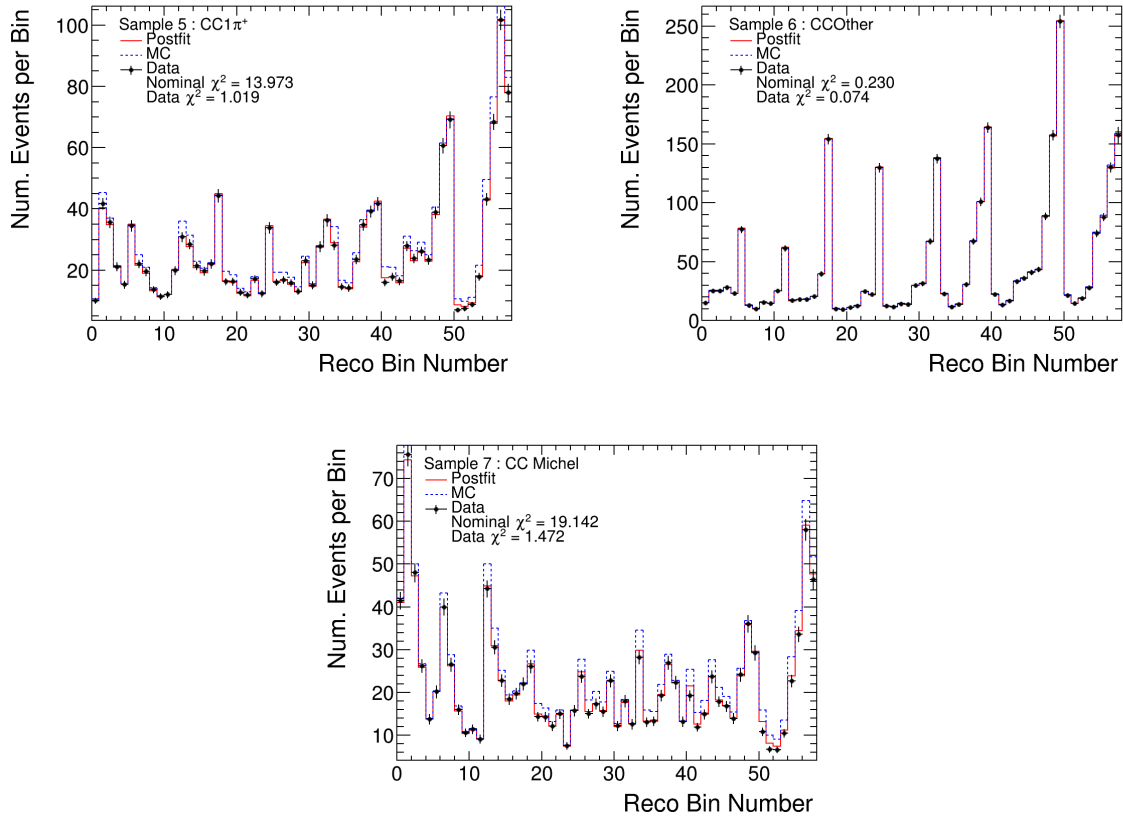 Num. Events per Bin
100
80
60
40
20
Sample 5 : CC1π⁺
Postfit
MC
Data
Nominal χ² = 13.973
Data χ² = 1.019
0 10 20 30 40 50
Reco Bin Number
Num. Events per Bin
250
200
150
100
50
0
Sample 6 : CCOther
Postfit
MC
Data
Nominal χ² = 0.230
Data χ² = 0.074
0 10 20 30 40 50
Reco Bin Number
Num. Events per Bin
70
60
50
40
30
20
10
Sample 7 : CC Michel
Postfit
MC
Data
Nominal χ² = 19.142
Data χ² = 1.472
0 10 20 30 40 50
Reco Bin Number